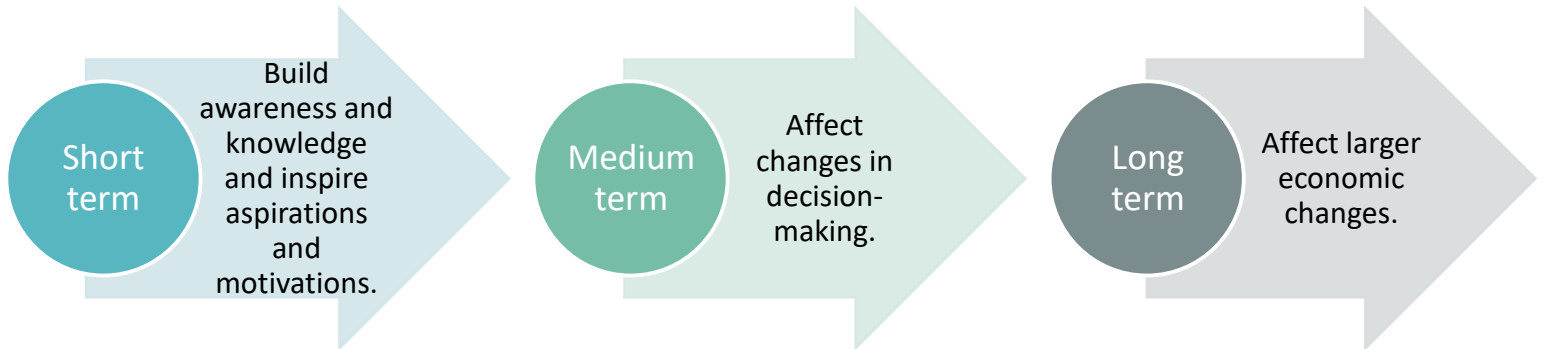 Short
term
Build
awareness and
knowledge
and inspire
aspirations
and
motivations.
Medium
term
Affect
changes in
decision-
making.
Long
term
Affect larger
economic
changes.